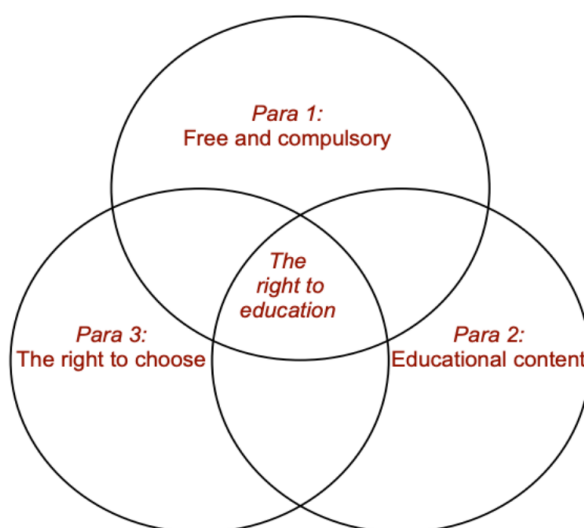 Para 1:
Free and compulsory
The
right to
education
Para 3:
The right to choose
Para 2:
Educational content